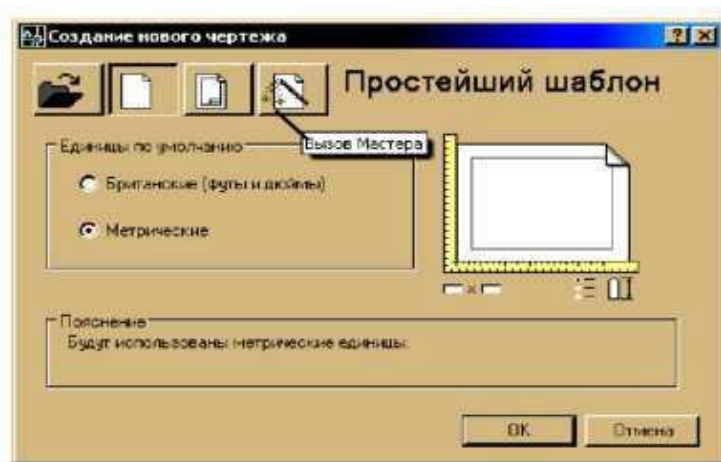 Создание нового чертежа
Простейший шаблон
Вызов Мастера
Единицы по умолчанию
Британские (футы и дюймы)
Метрические
Пояснение
Будут использованы метрические единицы.
ОК
Отмена